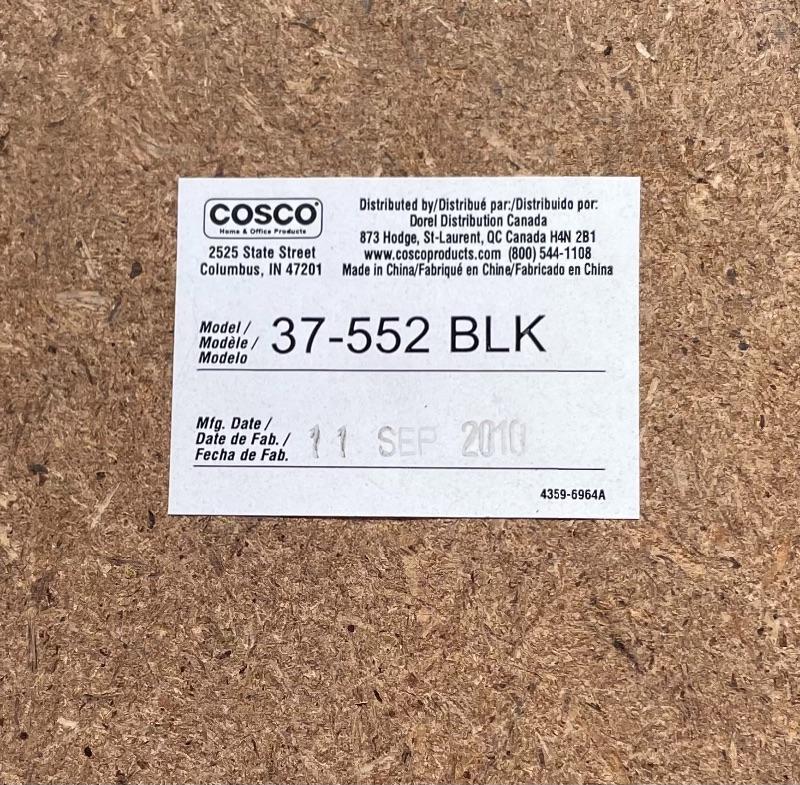 COSCO
Home & Office Products
2525 State Street
Columbus, IN 47201
Distributed by/Distribué par:/Distribuido por:
Dorel Distribution Canada
873 Hodge, St-Laurent, QC Canada H4N 2B1
www.coscoproducts.com (800) 544-1108
Made in China/Fabriqué en Chine/Fabricado en China
Model /
Modèle /
Modelo
37-552 BLK
Mfg. Date /
Date de Fab. /
Fecha de Fab.
11 SEP 2010
4359-6964A